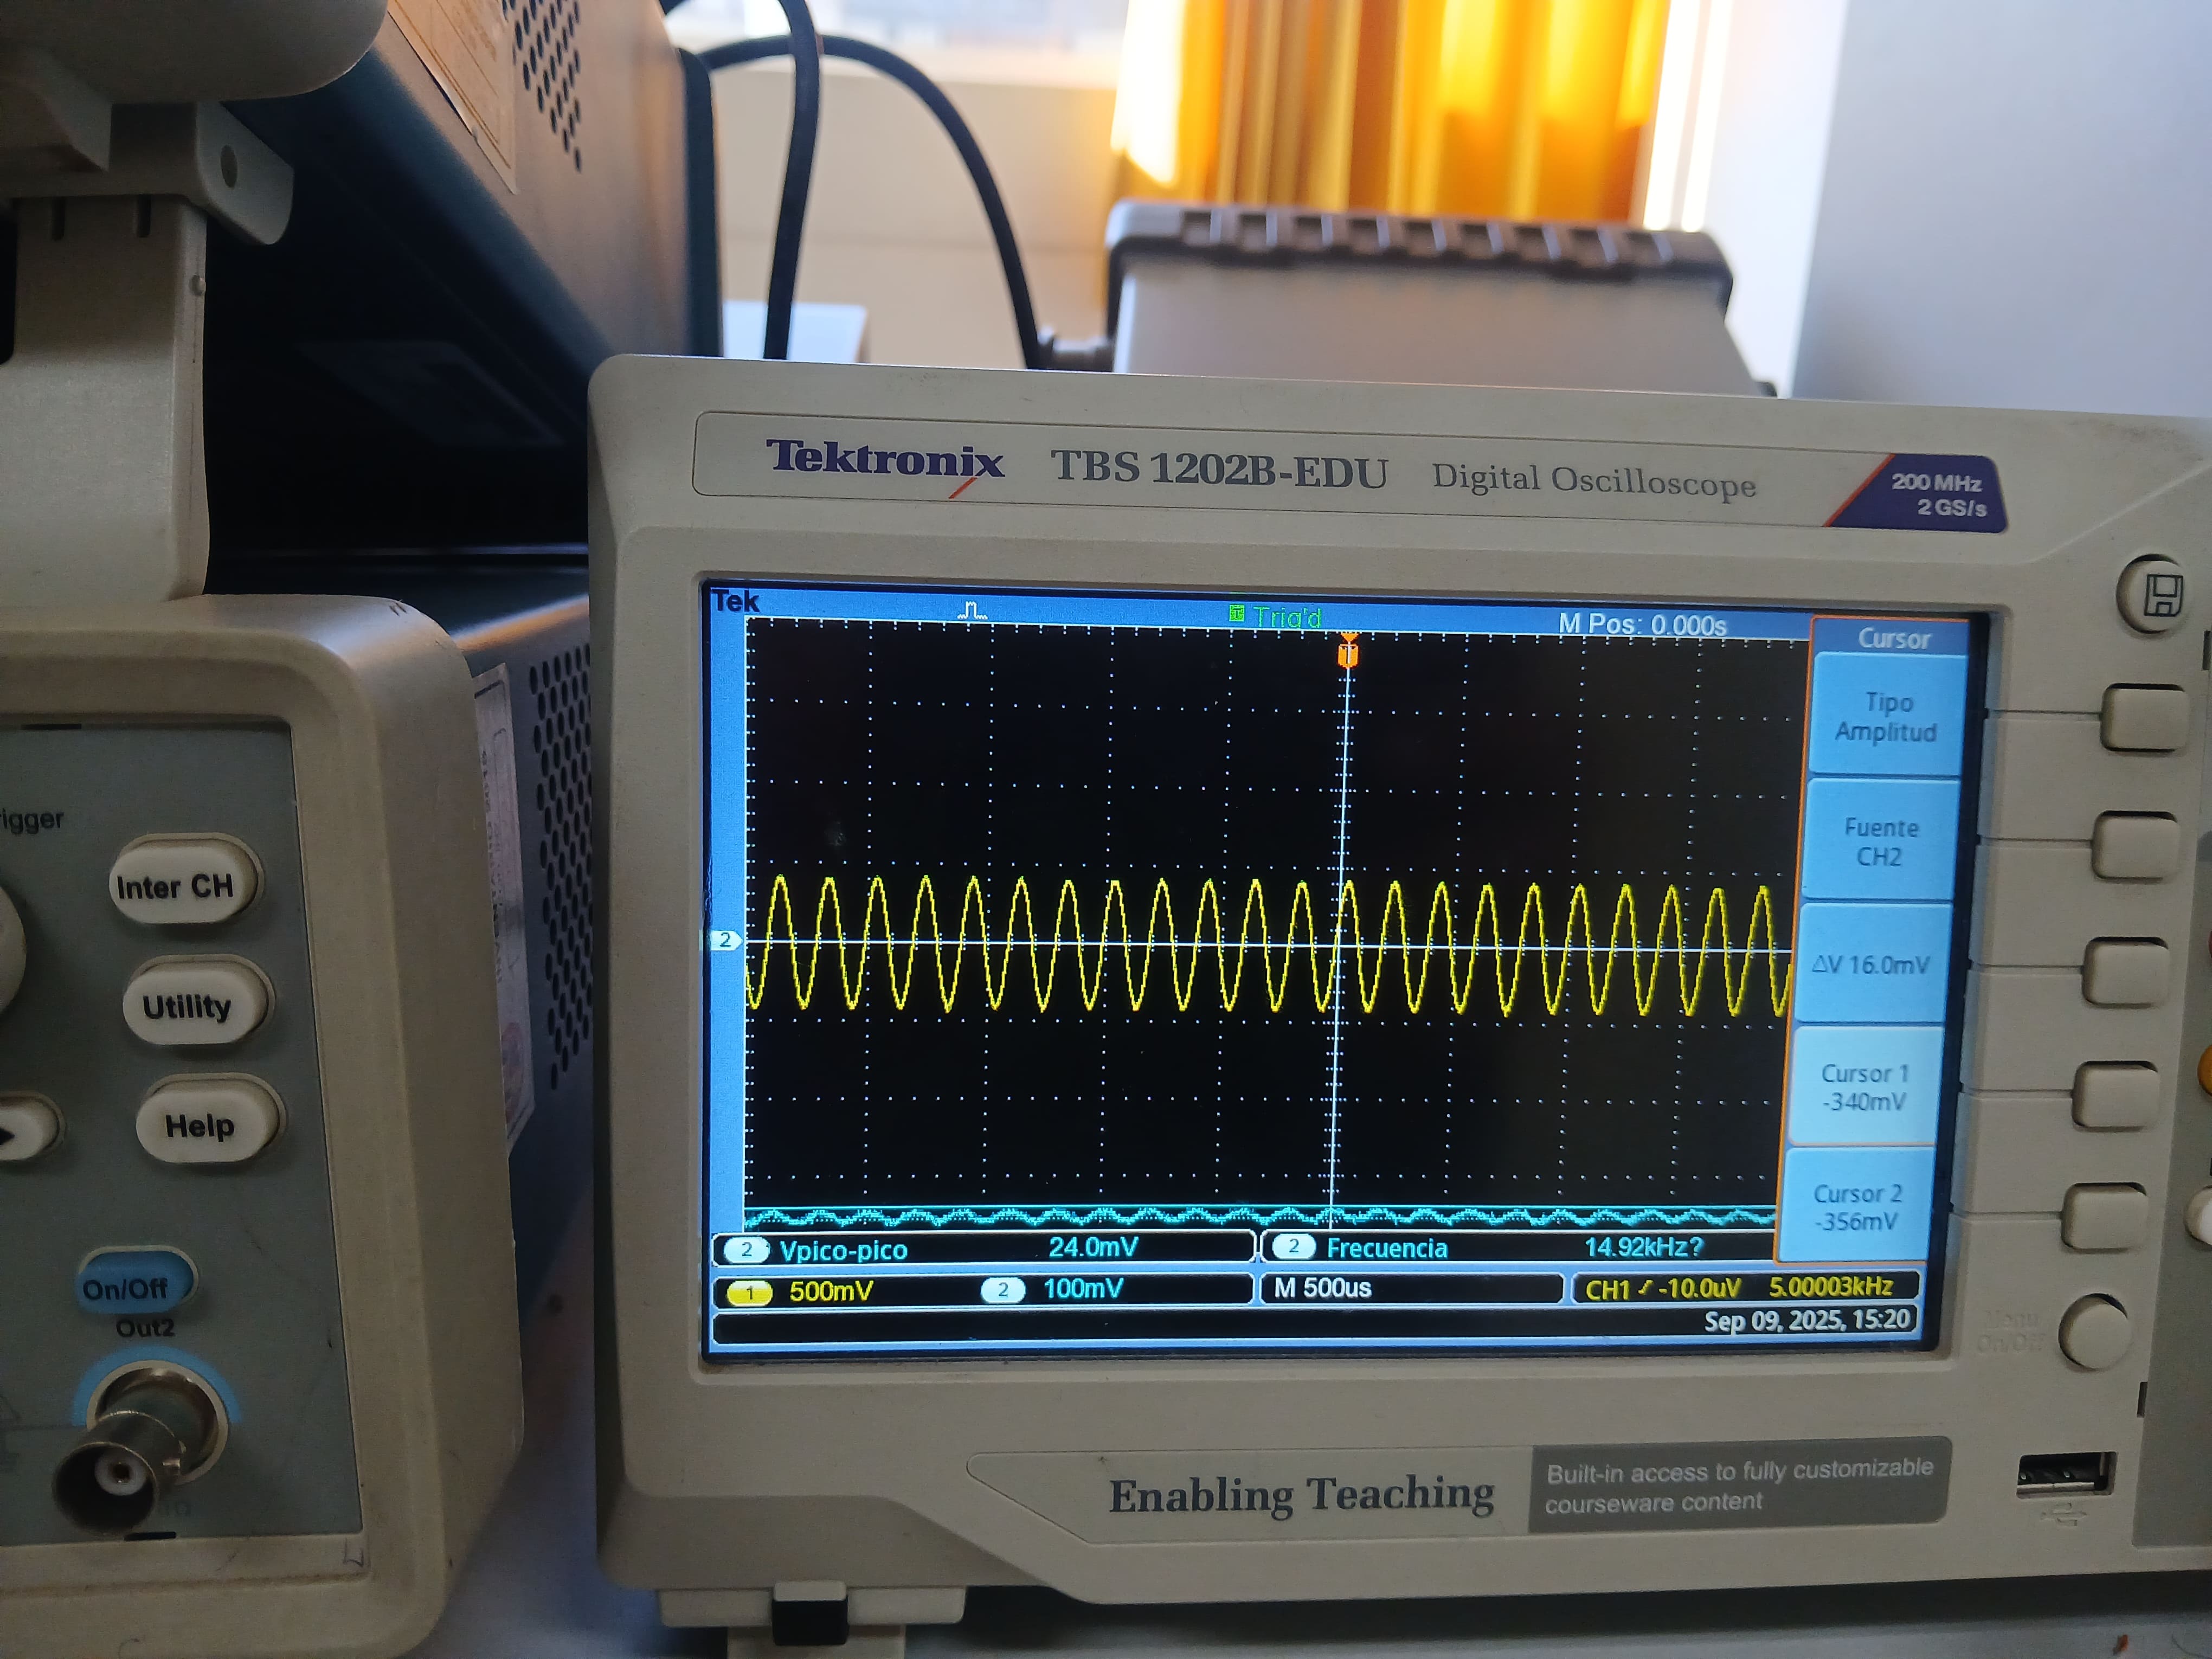 Tektronix TBS 1202B-EDU Digital Oscilloscope
200 MHz
2 GS/s
Tek Trig'd M Pos: 0.000s
Cursor
Tipo
Amplitud
Fuente
CH2
ΔV 16.0mV
Cursor 1
-340mV
Cursor 2
-356mV
T
2
2 Vpico-pico 24.0mV 2 Frecuencia 14.92kHz?
1 500mV 2 100mV M 500us CH1 -10.0uV 5.00003kHz
Sep 09, 2025, 15:20
Menu
On/Off
Enabling Teaching
Built-in access to fully customizable
courseware content
rigger
Inter CH
Utility
Help
On/Off
Out2